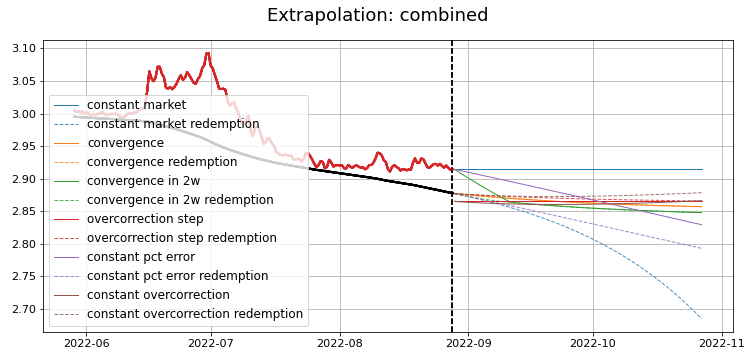 Extrapolation: combined
3.10
3.05
3.00
2.95
2.90
2.85
2.80
2.75
2.70
constant market
constant market redemption
convergence
convergence redemption
convergence in 2w
convergence in 2w redemption
overcorrection step
overcorrection step redemption
constant pct error
constant pct error redemption
constant overcorrection
constant overcorrection redemption
2022-06
2022-07
2022-08
2022-09
2022-10
2022-11